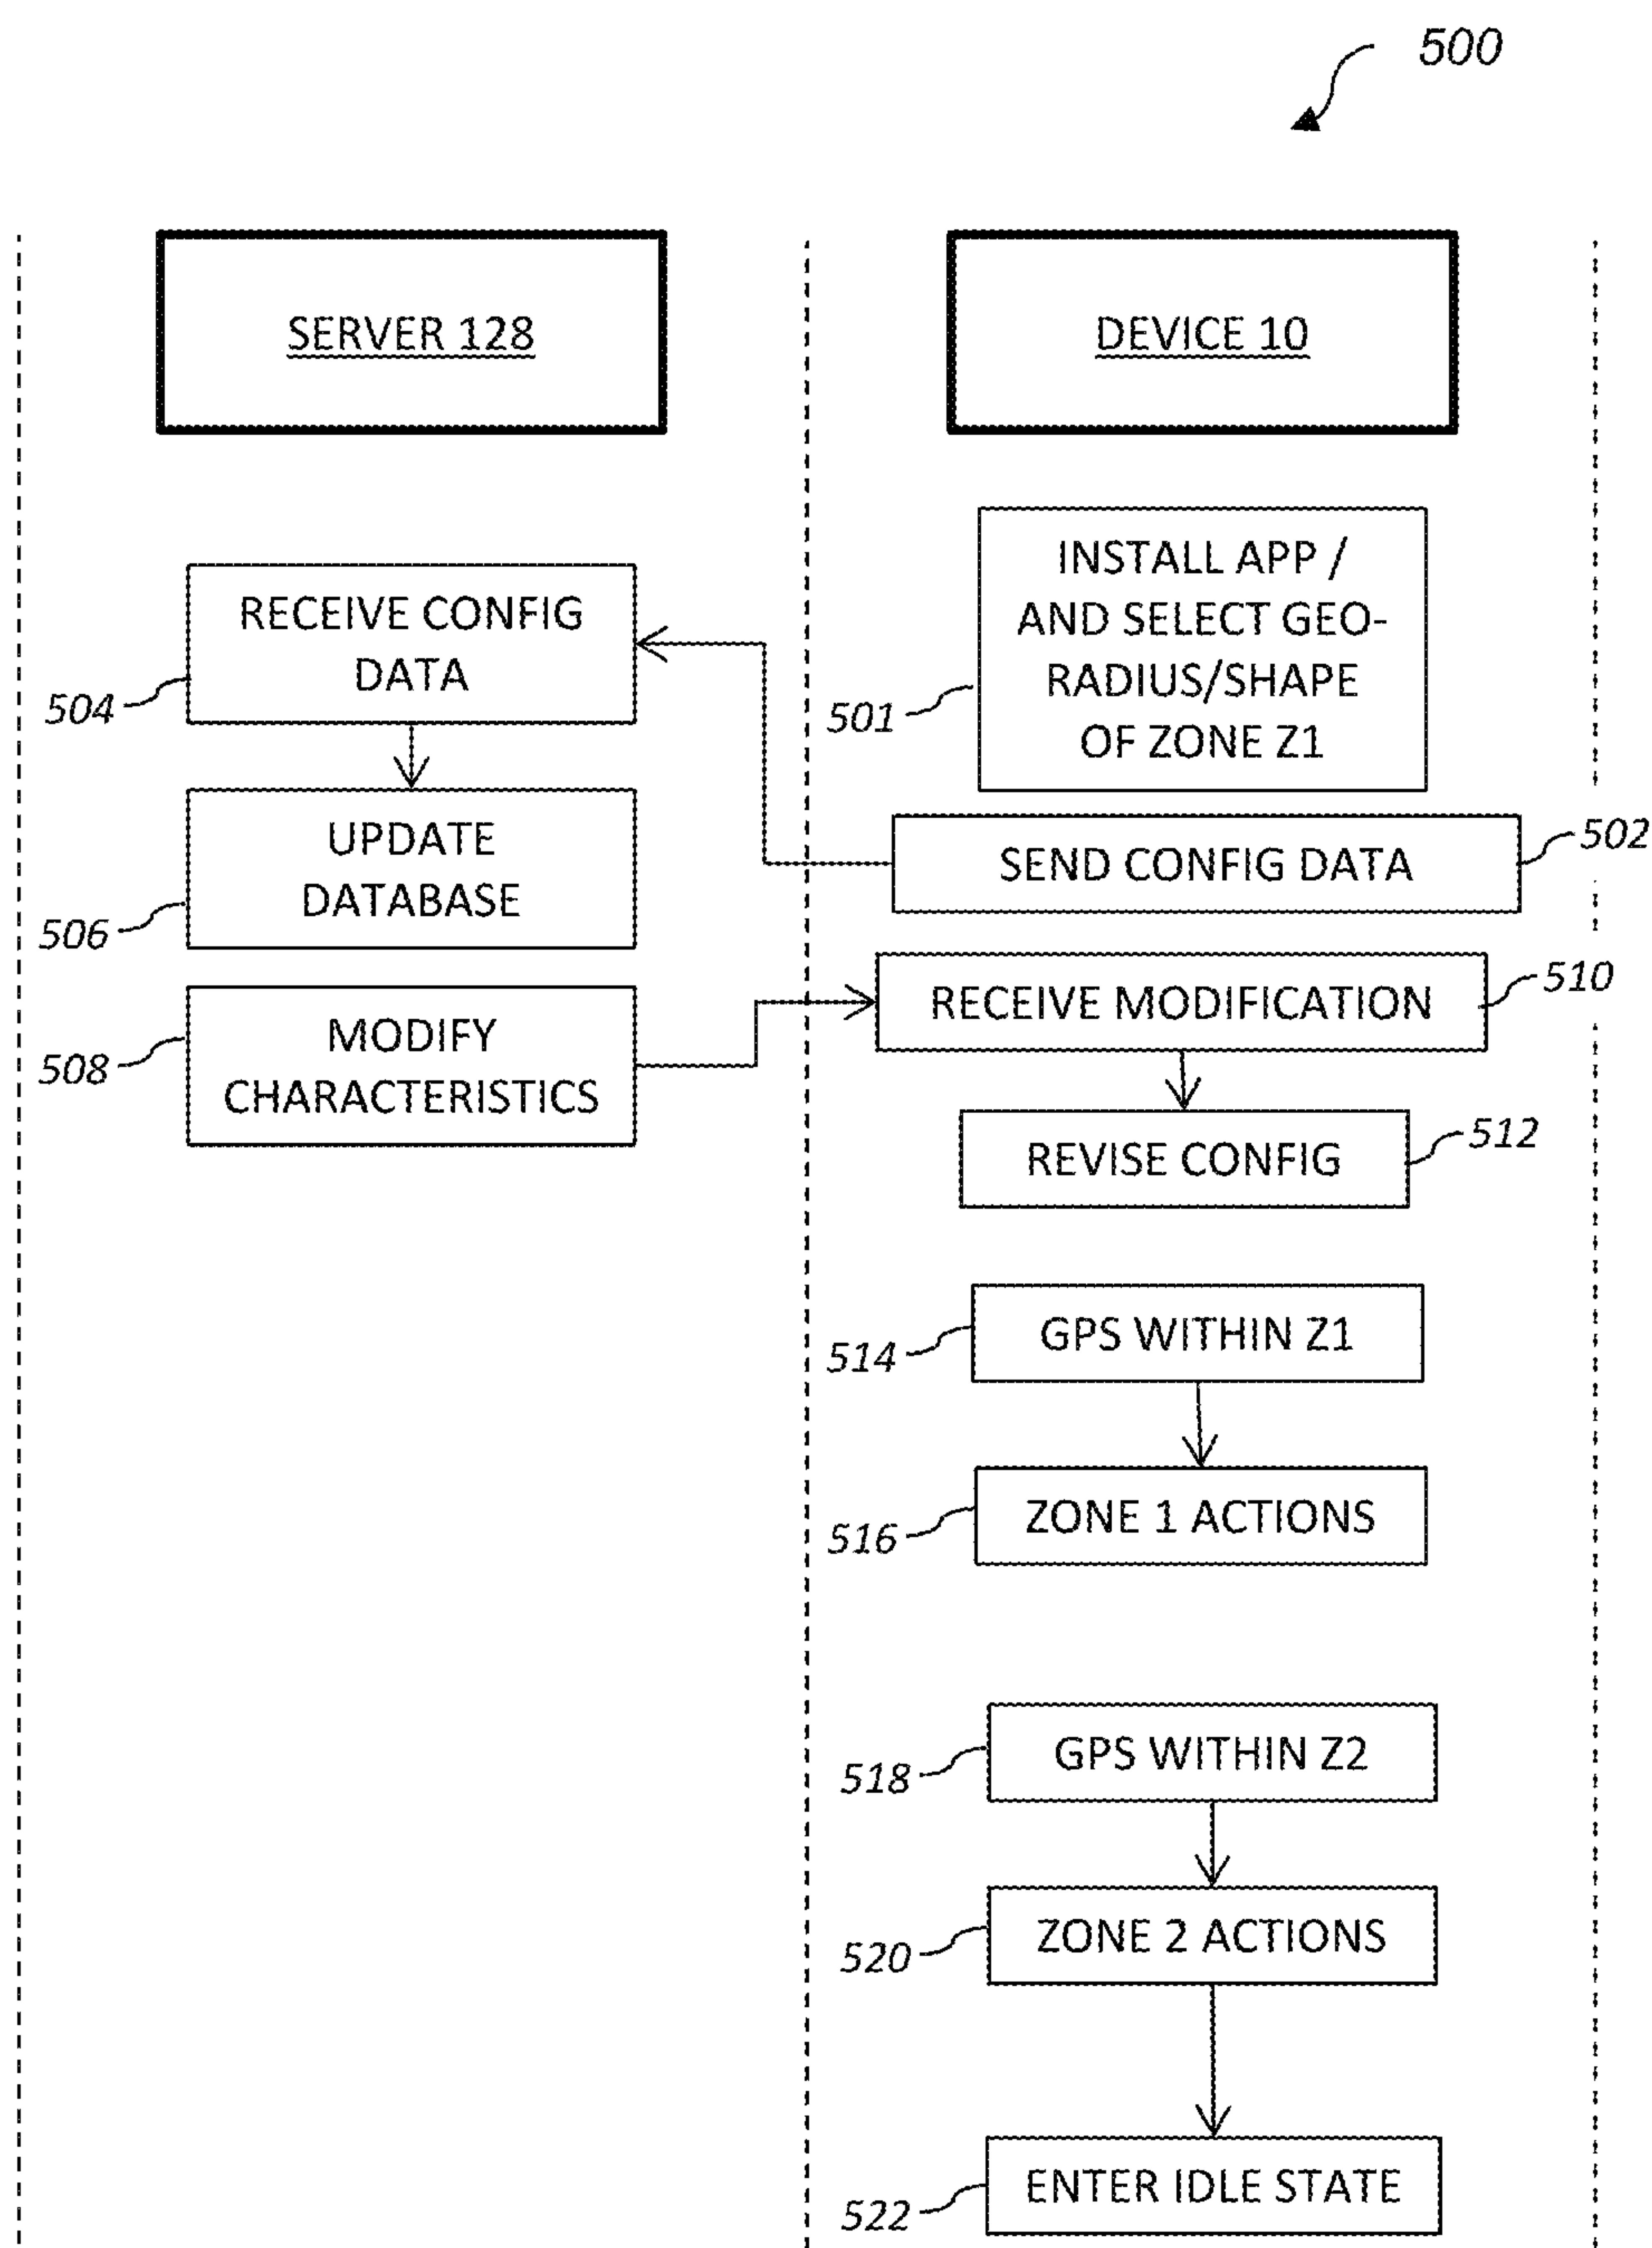 500
SERVER 128
DEVICE 10
INSTALL APP /
AND SELECT GEO-
RADIUS/SHAPE
OF ZONE Z1
501
RECEIVE CONFIG
DATA
504
SEND CONFIG DATA
502
UPDATE
DATABASE
506
RECEIVE MODIFICATION
510
MODIFY
CHARACTERISTICS
508
REVISE CONFIG
512
GPS WITHIN Z1
514
ZONE 1 ACTIONS
516
GPS WITHIN Z2
518
ZONE 2 ACTIONS
520
ENTER IDLE STATE
522